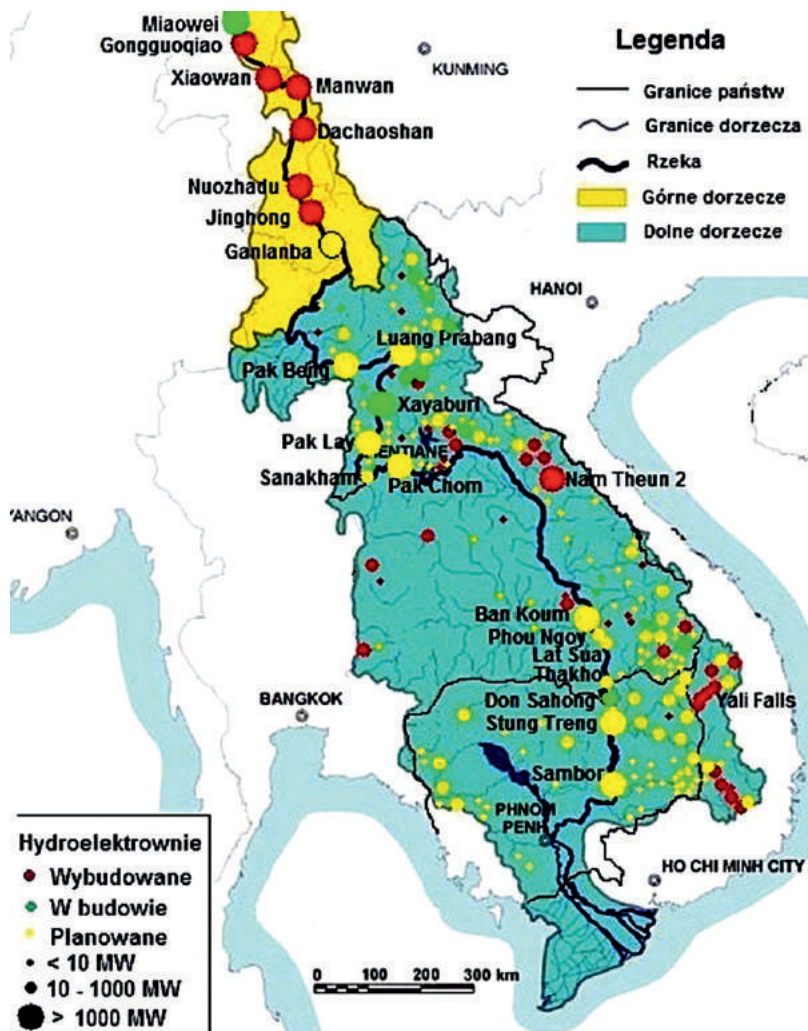 Miaowei
Gongguoqiao
KUNMING
Legenda
Xiaowan
Manwan
Granice państw
Dachaoshan
Granice dorzecza
Rzeka
Nuozhadu
Górne dorzecze
Jinghong
Dolne dorzecze
Ganlanba
HANOI
Luang Prabang
Pak Beng
Xayaburi
Pak Lay
ENTIANE
Sanakham
Pak Chom
Nam Theun 2
YANGON
Ban Koum
Phou Ngoy
Lat Sua
Thakho
BANGKOK
Don Sahong
Yali Falls
Stung Treng
Sambor
PHNOM
PENH
HO CHI MINH CITY
Hydroelektrownie
Wybudowane
W budowie
Planowane
< 10 MW
10 - 1000 MW
> 1000 MW
0 100 200 300 km